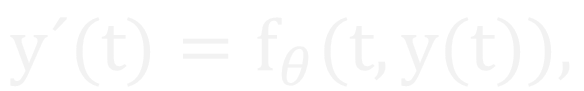 y´(t) = f_θ(t, y(t)),